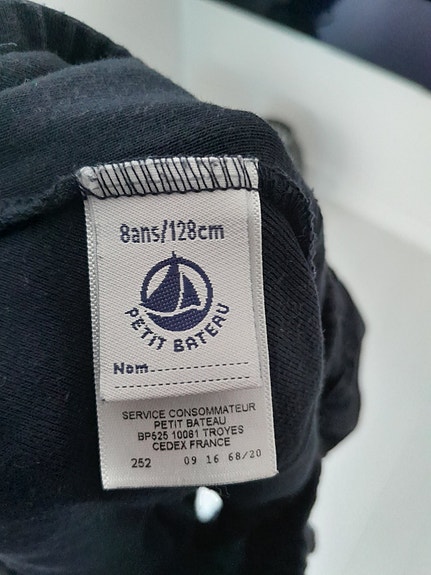 8ans/128cm
PETIT BATEAU
Nom
SERVICE CONSOMMATEUR
PETIT BATEAU
BP525 10081 TROYES
CEDEX FRANCE
252 09 16 68/20